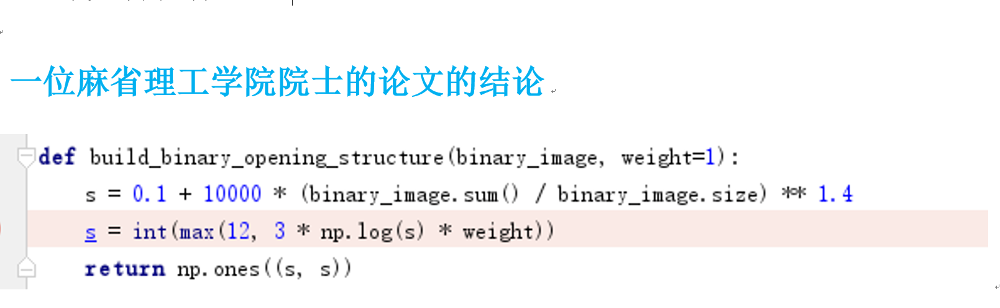 一位麻省理工学院院士的论文的结论
def build_binary_opening_structure(binary_image, weight=1):
s = 0.1 + 10000 * (binary_image.sum() / binary_image.size) ** 1.4
s = int(max(12, 3 * np.log(s) * weight))
return np.ones((s, s))